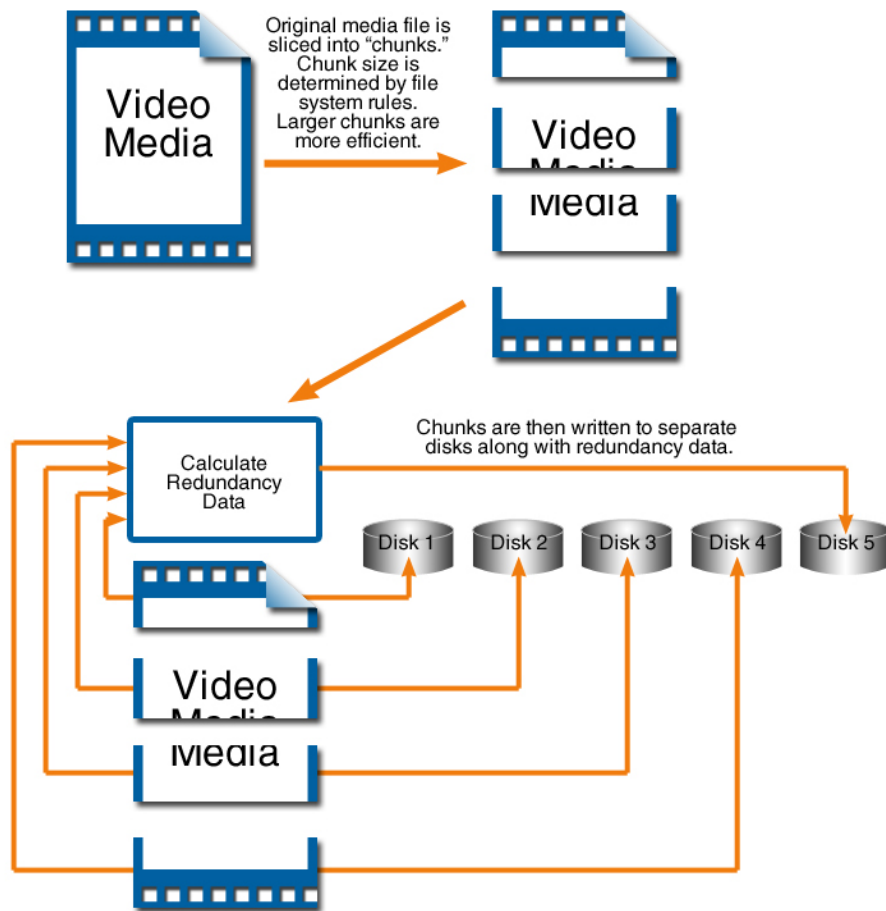 Video
Media
Original media file is
sliced into “chunks.”
Chunk size is
determined by file
system rules.
Larger chunks are
more efficient.
Video
Media
Media
Calculate
Redundancy
Data
Chunks are then written to separate
disks along with redundancy data.
Disk 1
Disk 2
Disk 3
Disk 4
Disk 5
Video
Media
Media